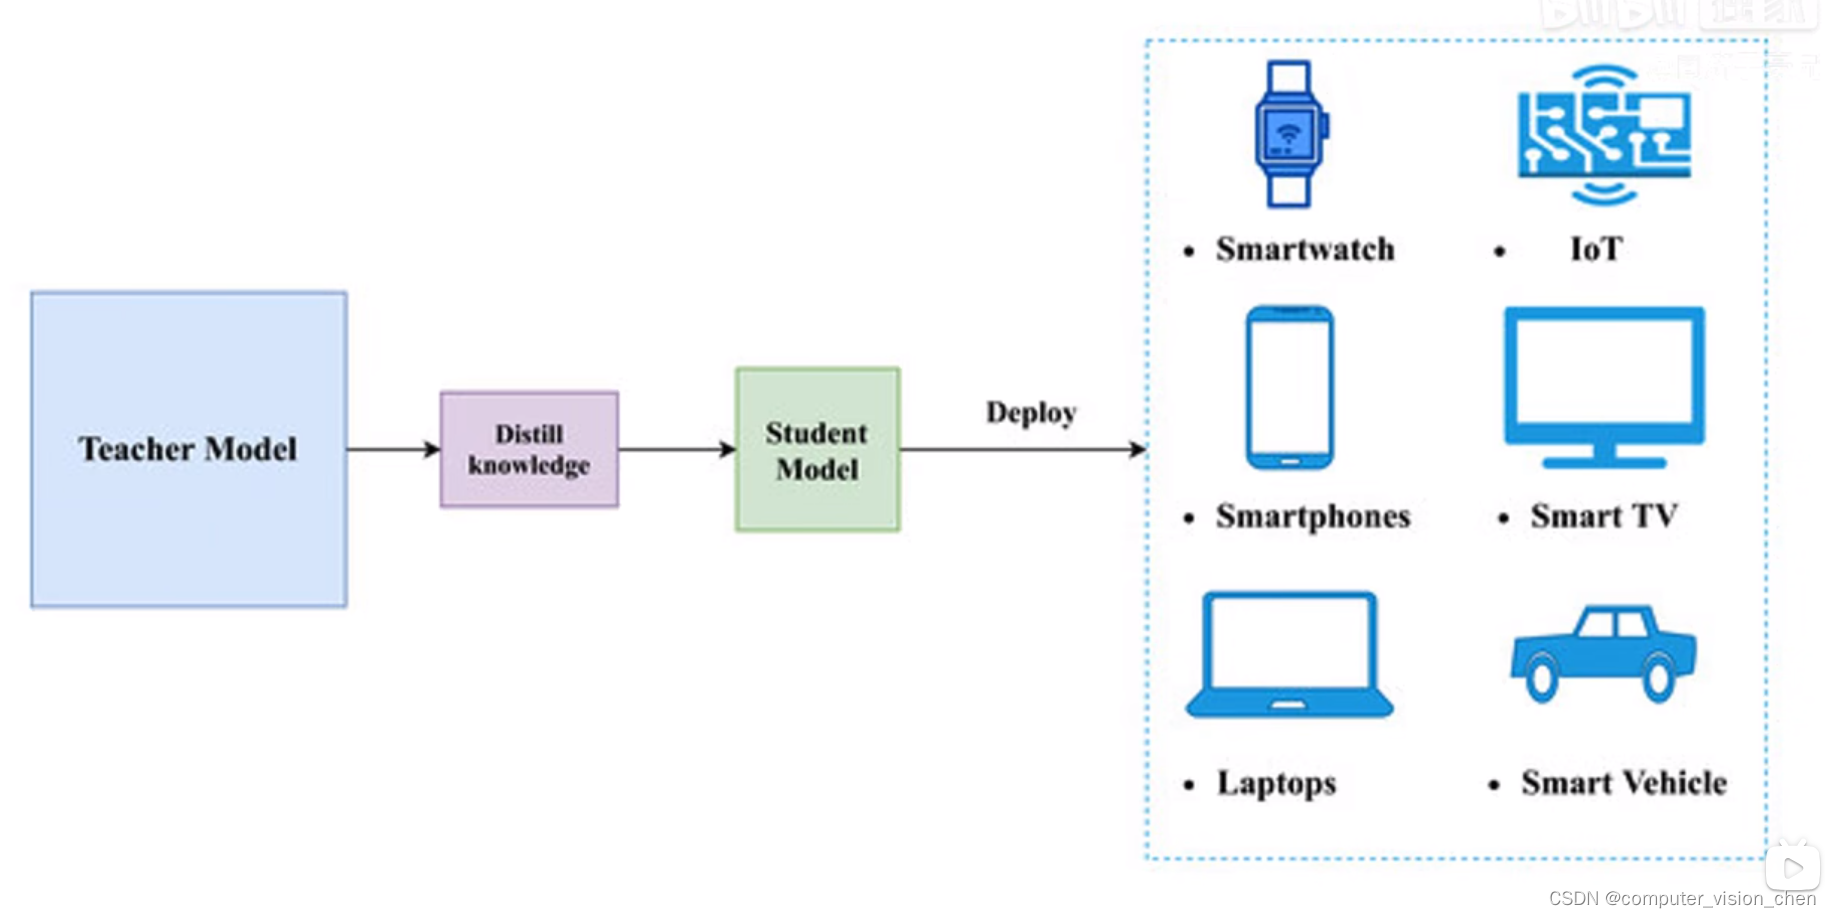 Teacher Model
Distill
knowledge
Student
Model
Deploy
• Smartwatch
• IoT
• Smartphones
• Smart TV
• Laptops
• Smart Vehicle
CSDN @computer_vision_chen